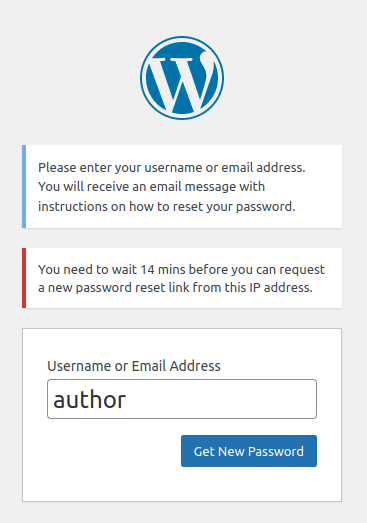 Please enter your username or email address.
You will receive an email message with
instructions on how to reset your password.
You need to wait 14 mins before you can request
a new password reset link from this IP address.
Username or Email Address
author
Get New Password